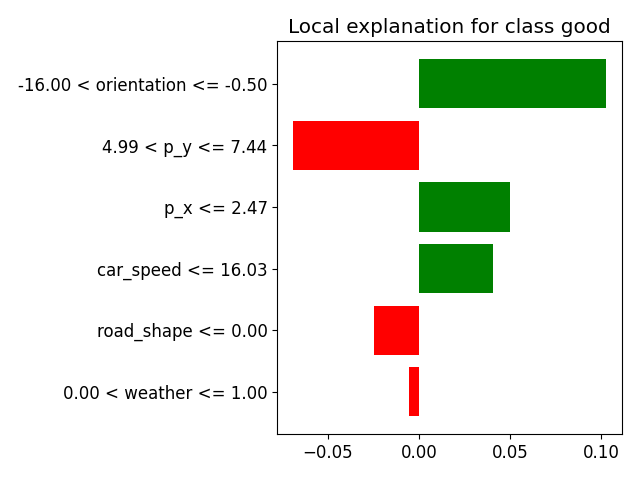 Local explanation for class good
-16.00 < orientation <= -0.50
4.99 < p_y <= 7.44
p_x <= 2.47
car_speed <= 16.03
road_shape <= 0.00
0.00 < weather <= 1.00
−0.05 0.00 0.05 0.10